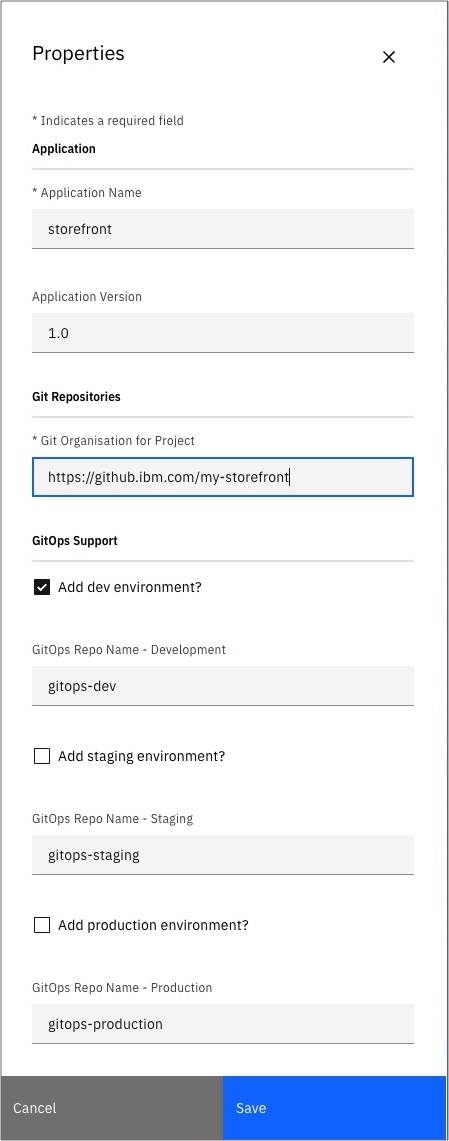 Properties
* Indicates a required field
Application
* Application Name
storefront
Application Version
1.0
Git Repositories
* Git Organisation for Project
https://github.ibm.com/my-storefront
GitOps Support
Add dev environment?
GitOps Repo Name - Development
gitops-dev
Add staging environment?
GitOps Repo Name - Staging
gitops-staging
Add production environment?
GitOps Repo Name - Production
gitops-production
Cancel Save